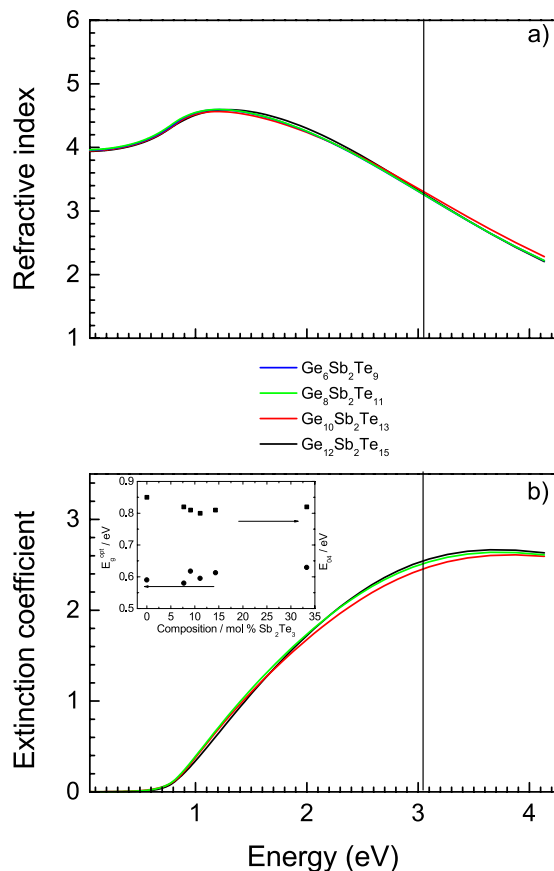 a)
Refractive index
6
5
4
3
2
1
Ge6Sb2Te9
Ge8Sb2Te11
Ge10Sb2Te13
Ge12Sb2Te15
b)
Extinction coefficient
3
2
1
0
0.9
0.8
0.7
0.6
0.5
Eg opt / eV
E04 / eV
0 5 10 15 20 25 30 35
Composition / mol % Sb2Te3
1 2 3 4
Energy (eV)